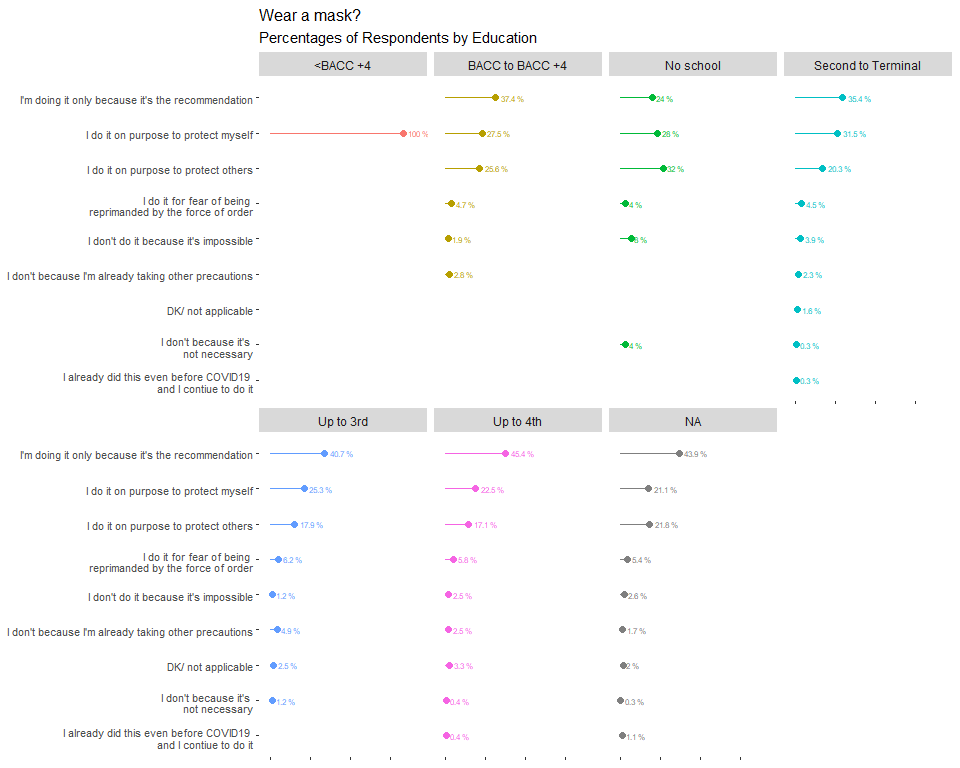 Wear a mask?
Percentages of Respondents by Education
<BACC +4
BACC to BACC +4
No school
Second to Terminal
I'm doing it only because it's the recommendation
37.4 %
24 %
35.4 %
I do it on purpose to protect myself
100 %
27.5 %
28 %
31.5 %
I do it on purpose to protect others
25.6 %
32 %
20.3 %
I do it for fear of being
reprimanded by the force of order
4.7 %
4 %
4.5 %
I don't do it because it's impossible
1.9 %
8 %
3.9 %
I don't because I'm already taking other precautions
2.8 %
2.3 %
DK/ not applicable
1.6 %
I don't because it's
not necessary
4 %
0.3 %
I already did this even before COVID19
and I contiue to do it
0.3 %
Up to 3rd
Up to 4th
NA
I'm doing it only because it's the recommendation
40.7 %
45.4 %
43.9 %
I do it on purpose to protect myself
25.3 %
22.5 %
21.1 %
I do it on purpose to protect others
17.9 %
17.1 %
21.8 %
I do it for fear of being
reprimanded by the force of order
6.2 %
5.8 %
5.4 %
I don't do it because it's impossible
1.2 %
2.5 %
2.6 %
I don't because I'm already taking other precautions
4.9 %
2.5 %
1.7 %
DK/ not applicable
2.5 %
3.3 %
2 %
I don't because it's
not necessary
1.2 %
0.4 %
0.3 %
I already did this even before COVID19
and I contiue to do it
0.4 %
1.1 %